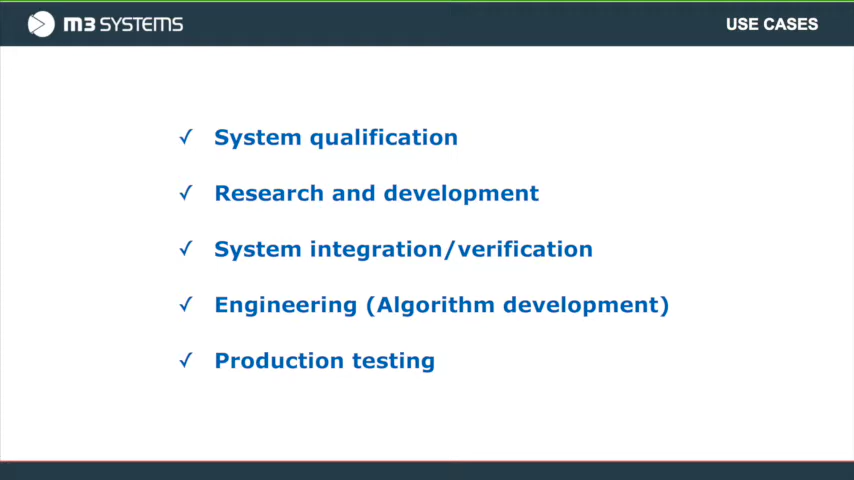 M3 SYSTEMS
USE CASES
✓ System qualification
✓ Research and development
✓ System integration/verification
✓ Engineering (Algorithm development)
✓ Production testing